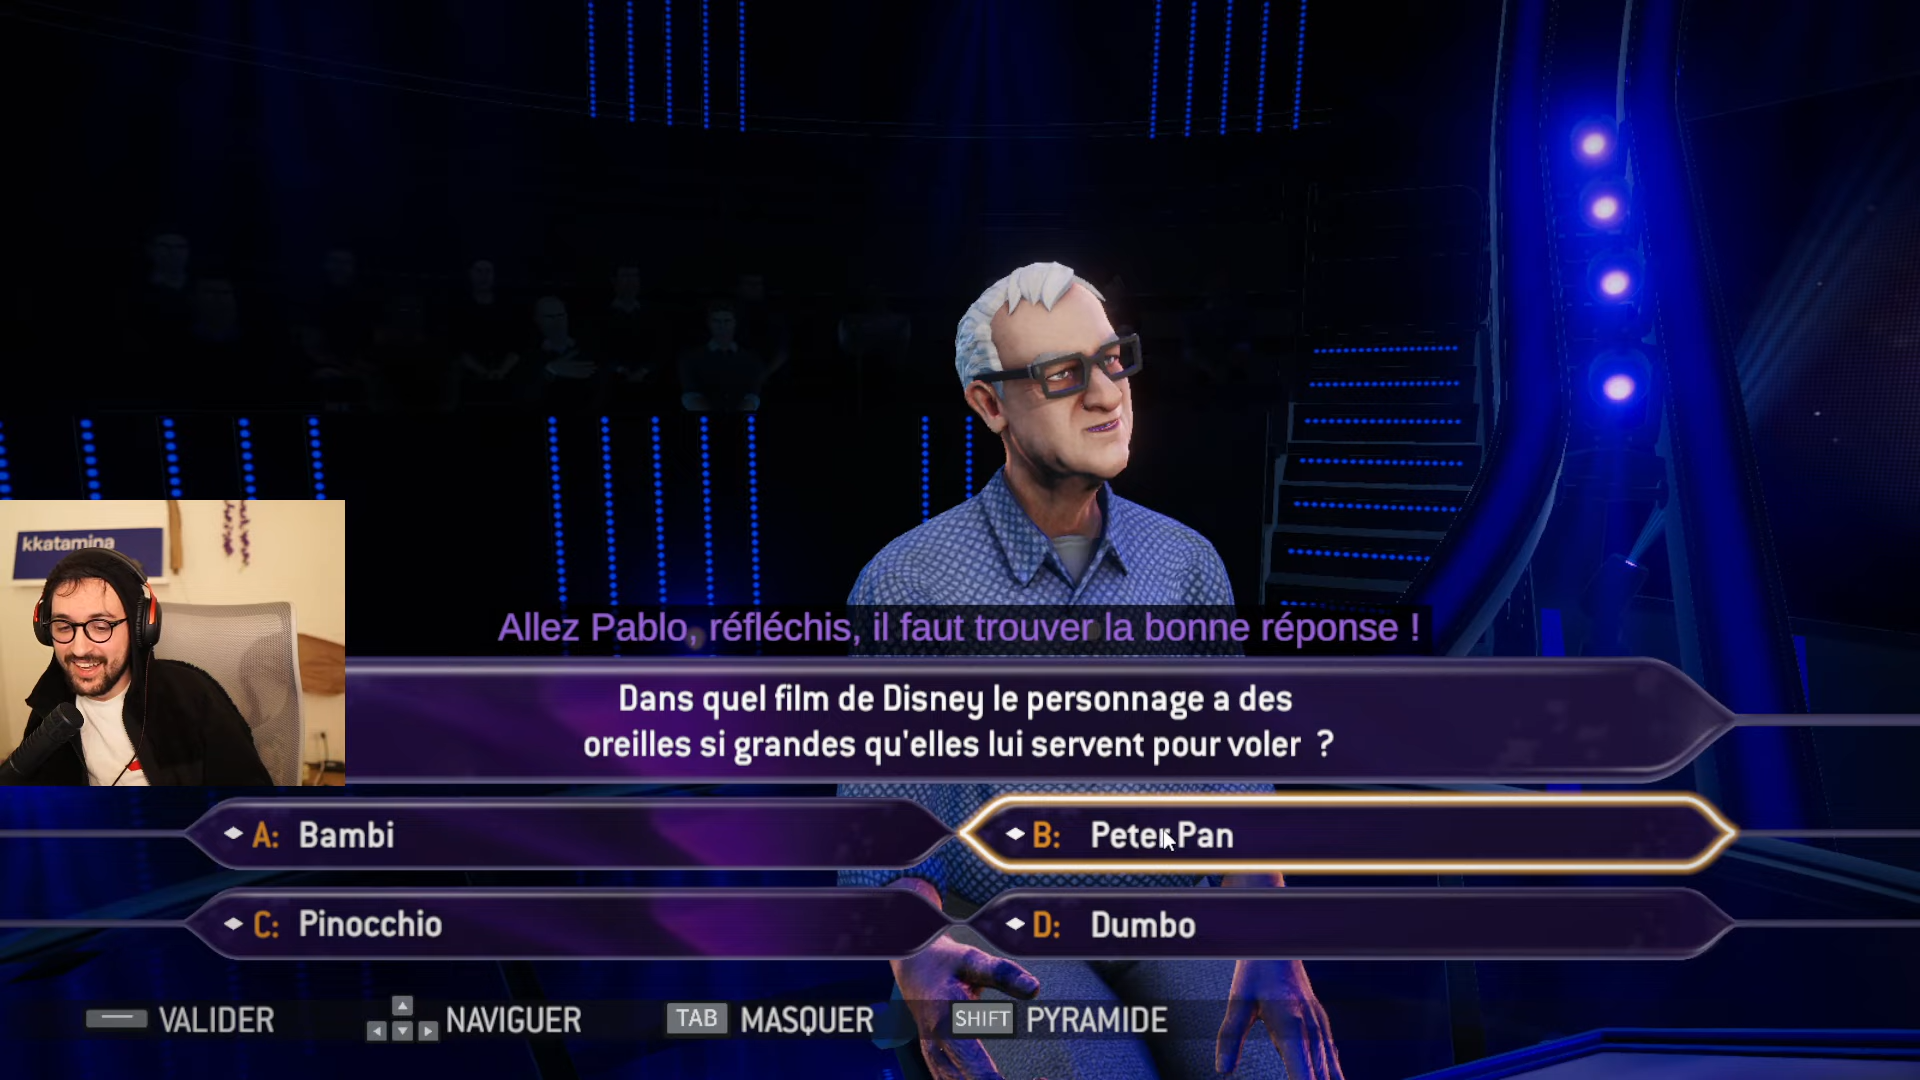 kkatamina
Allez Pablo, réfléchis, il faut trouver la bonne réponse !
Dans quel film de Disney le personnage a des
oreilles si grandes qu'elles lui servent pour voler ?
A: Bambi
B: Peter Pan
C: Pinocchio
D: Dumbo
VALIDER
NAVIGUER
TAB MASQUER
SHIFT PYRAMIDE